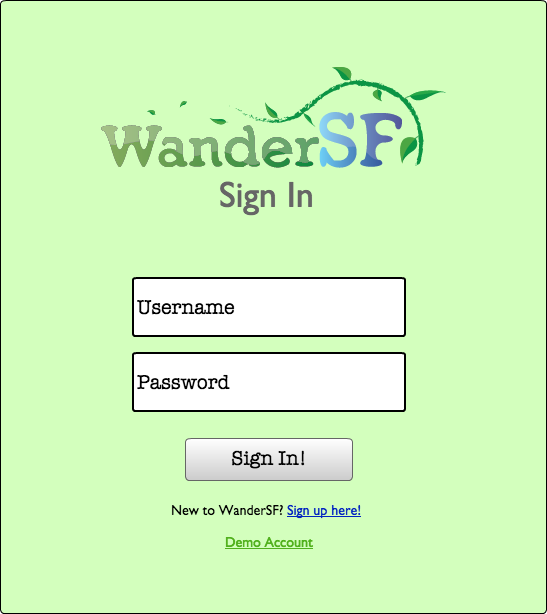 WanderSF
Sign In
Username
Password
Sign In!
New to WanderSF? Sign up here!
Demo Account